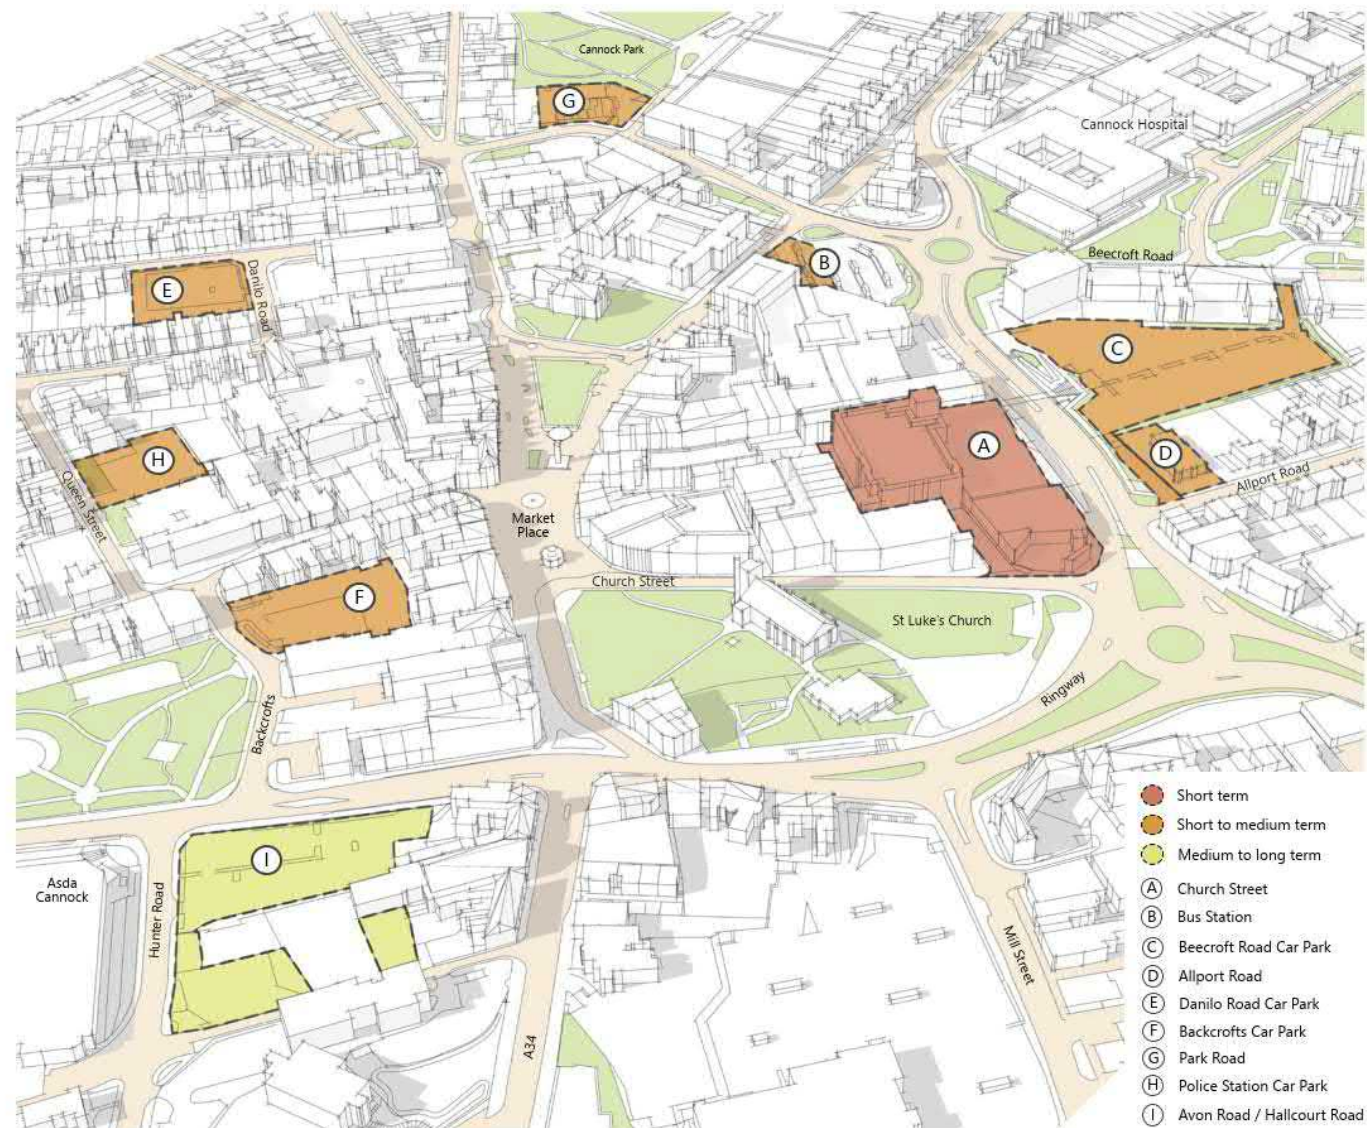 Cannock Park
G
Cannock Hospital
B
Beecroft Road
E
Danilo Road
C
A
D
H
Queen Street
Allport Road
Market
Place
Church Street
F
St Luke's Church
Ringway
Backcrofts
I
Asda
Cannock
Hunter Road
A34
Mill Street
Short term
Short to medium term
Medium to long term
A Church Street
B Bus Station
C Beecroft Road Car Park
D Allport Road
E Danilo Road Car Park
F Backcrofts Car Park
G Park Road
H Police Station Car Park
I Avon Road / Hallcourt Road